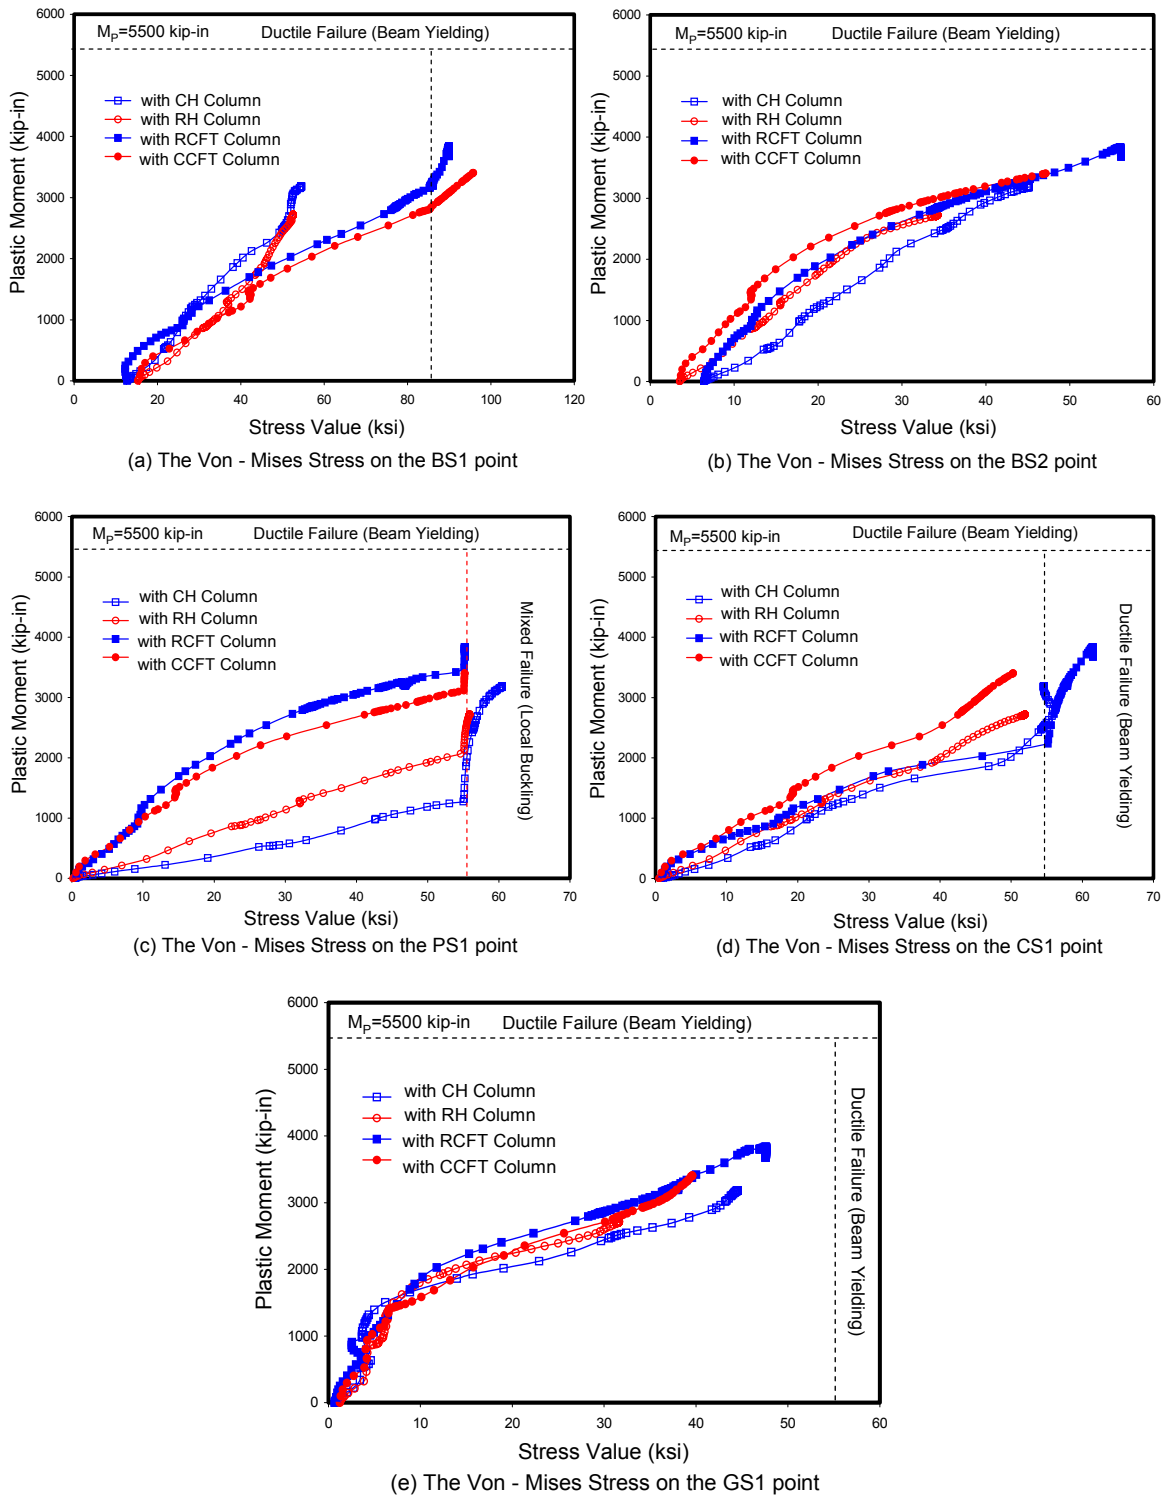 M_P=5500 kip-in Ductile Failure (Beam Yielding)
6000
5000
4000
3000
2000
1000
0
Plastic Moment (kip-in)
with CH Column
with RH Column
with RCFT Column
with CCFT Column
0 20 40 60 80 100 120
Stress Value (ksi)
(a) The Von - Mises Stress on the BS1 point
M_P=5500 kip-in Ductile Failure (Beam Yielding)
6000
5000
4000
3000
2000
1000
0
Plastic Moment (kip-in)
with CH Column
with RH Column
with RCFT Column
with CCFT Column
0 10 20 30 40 50 60
Stress Value (ksi)
(b) The Von - Mises Stress on the BS2 point
M_P=5500 kip-in Ductile Failure (Beam Yielding)
6000
5000
4000
3000
2000
1000
0
Plastic Moment (kip-in)
with CH Column
with RH Column
with RCFT Column
with CCFT Column
Mixed Failure (Local Buckling)
0 10 20 30 40 50 60 70
Stress Value (ksi)
(c) The Von - Mises Stress on the PS1 point
M_P=5500 kip-in Ductile Failure (Beam Yielding)
6000
5000
4000
3000
2000
1000
0
Plastic Moment (kip-in)
with CH Column
with RH Column
with RCFT Column
with CCFT Column
Ductile Failure (Beam Yielding)
0 10 20 30 40 50 60 70
Stress Value (ksi)
(d) The Von - Mises Stress on the CS1 point
M_P=5500 kip-in Ductile Failure (Beam Yielding)
6000
5000
4000
3000
2000
1000
0
Plastic Moment (kip-in)
with CH Column
with RH Column
with RCFT Column
with CCFT Column
Ductile Failure (Beam Yielding)
0 10 20 30 40 50 60
Stress Value (ksi)
(e) The Von - Mises Stress on the GS1 point